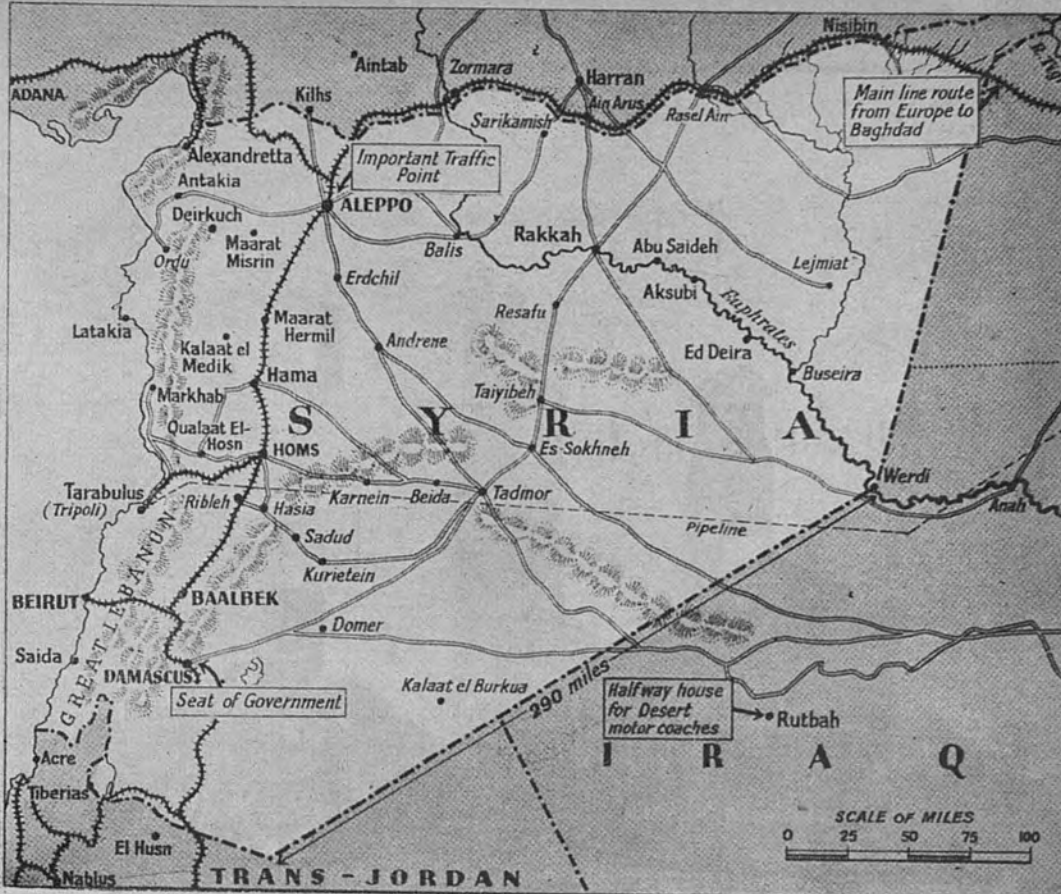 Nisibin
Aintab
Zormara
Harran
R. Tig
ADANA
Kilhs
Ain Arus
Main line route
from Europe to
Baghdad
Sarikamish
Rasel Ain
Alexandretta
Important Traffic
Point
Antakia
ALEPPO
Deirkuch
Maarat
Misrin
Rakkah
Abu Saideh
Ordu
Balis
Lejmiat
Erdchil
Aksubi
Euphrates
Resafu
Latakia
Maarat
Hermil
Kalaat el
Medik
Andrene
Ed Deira
Buseira
Hama
Markhab
Taiyibeh
SYRIA
Qualaat El-
Hosn
HOMS
Es-Sokhneh
Werdi
Tarabulus
(Tripoli)
Ribleh
Hasia
Karnein
Beida
Tadmor
Anah
Pipeline
Sadud
Kurietein
GREAT LEBANON
BEIRUT
BAALBEK
Domer
Saida
DAMASCUS
Seat of Government
Kalaat el Burkua
290 miles
Halfway house
for Desert
motor coaches
Rutbah
Acre
IRAQ
Tiberias
SCALE OF MILES
0 25 50 75 100
El Husn
Nablus
TRANS-JORDAN